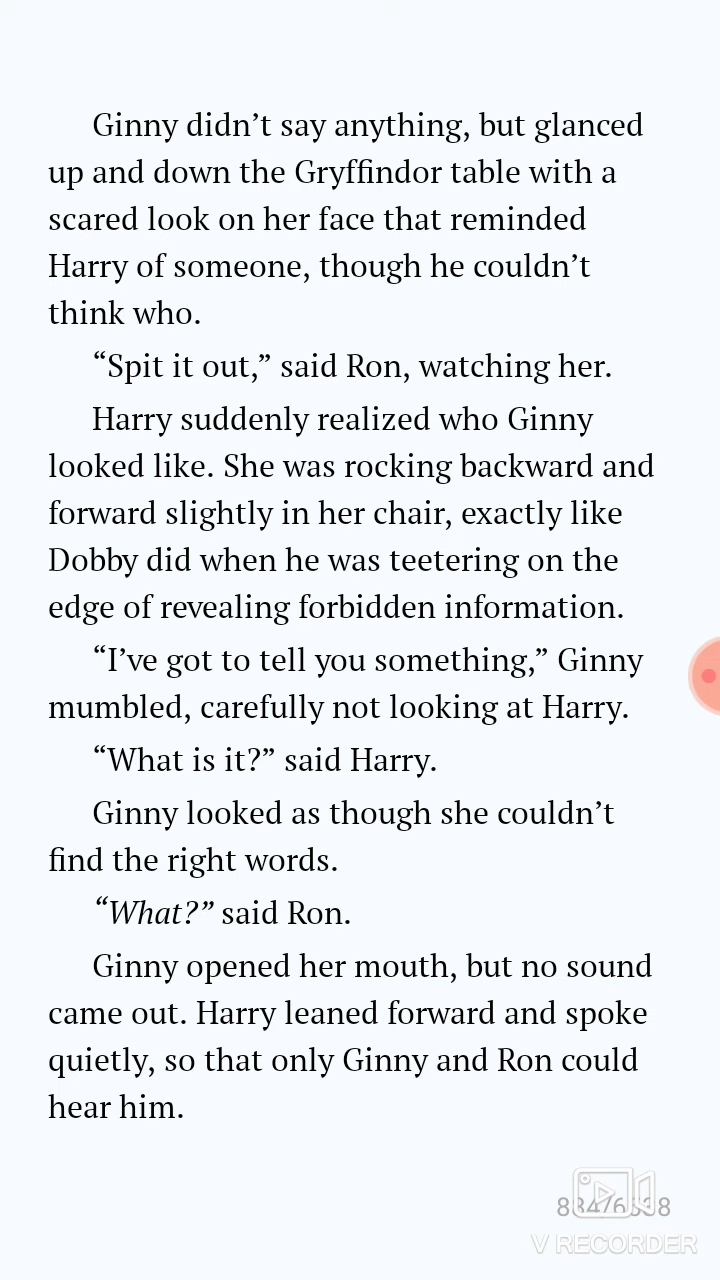 Ginny didn’t say anything, but glanced
up and down the Gryffindor table with a
scared look on her face that reminded
Harry of someone, though he couldn’t
think who.
“Spit it out,” said Ron, watching her.
Harry suddenly realized who Ginny
looked like. She was rocking backward and
forward slightly in her chair, exactly like
Dobby did when he was teetering on the
edge of revealing forbidden information.
“I’ve got to tell you something,” Ginny
mumbled, carefully not looking at Harry.
“What is it?” said Harry.
Ginny looked as though she couldn’t
find the right words.
“What?” said Ron.
Ginny opened her mouth, but no sound
came out. Harry leaned forward and spoke
quietly, so that only Ginny and Ron could
hear him.
V RECORDER